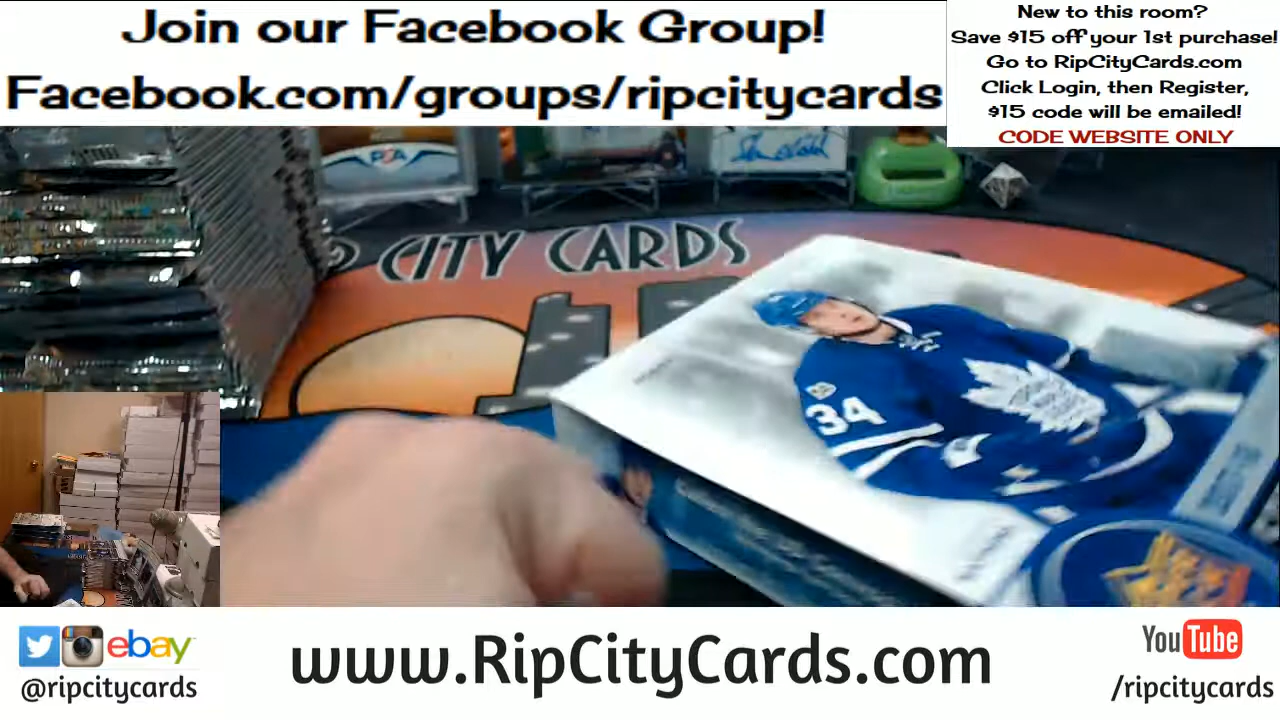 Join our Facebook Group!
Facebook.com/groups/ripcitycards
New to this room?
Save $15 off your 1st purchase!
Go to RipCityCards.com
Click Login, then Register,
$15 code will be emailed!
CODE WEBSITE ONLY
PSA
P CITY CARDS
34
ebay
@ripcitycards
www.RipCityCards.com
YouTube
/ripcitycards